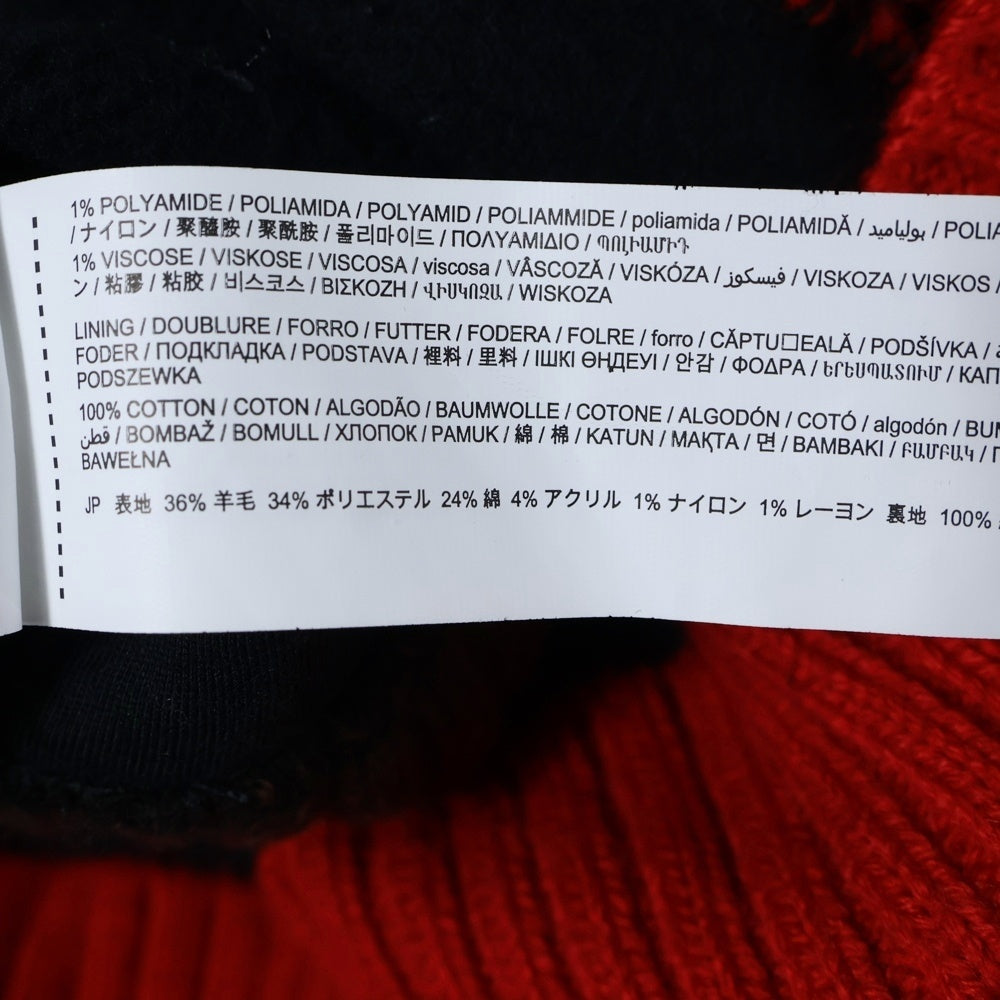 1% POLYAMIDE / POLIAMIDA / POLYAMID / POLIAMMIDE / poliamida / POLIAMIDĂ / بولياميد / POLIA
/ ナイロン / 聚醯胺 / 聚酰胺 / 폴리마이드 / ΠΟΛΥΑΜΙΔΙΟ / ՊՈԼԻԱՄԻԴ
1% VISCOSE / VISKOSE / VISCOSA / viscosa / VÂSCOZĂ / VISKÓZA / فيسكوز / VISKOZA / VISKOS /
ン / 粘膠 / 粘胶 / 비스코스 / ΒΙΣΚΟΖΗ / ՎԻՍԿՈԶԱ / WISKOZA
LINING / DOUBLURE / FORRO / FUTTER / FODERA / FOLRE / forro / CĂPTU□EALĂ / PODŠÍVKA /
FODER / ПОДКЛАДКА / PODSTAVA / 裡料 / 里料 / ІШКІ ӨҢДЕУІ / 안감 / ΦΟΔΡΑ / ԵՐԵՍՊԱՏՈՒՄ / ΚΑΠ
PODSZEWKA
100% COTTON / COTON / ALGODÃO / BAUMWOLLE / COTONE / ALGODÓN / COTÓ / algodón / BUM
قطن / BOMBAŽ / BOMULL / ХЛОПОК / PAMUK / 綿 / 棉 / KATUN / МАҚТА / 면 / BAMBAKI / ԲԱՄԲԱԿ /
BAWEŁNA
JP 表地 36% 羊毛 34% ポリエステル 24% 綿 4% アクリル 1% ナイロン 1% レーヨン 裏地 100%